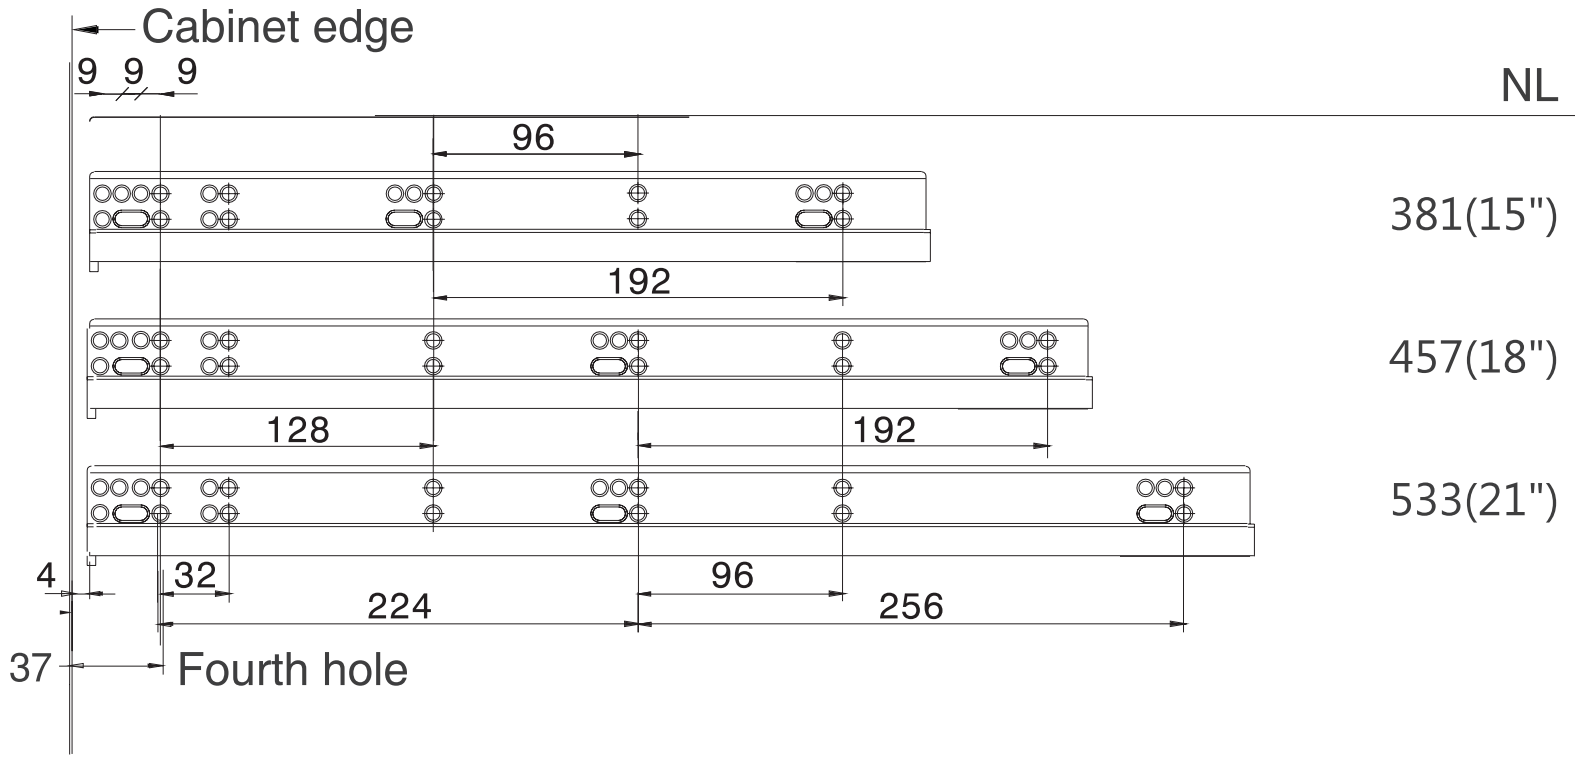 Cabinet edge
9 9 9
NL
96
381(15")
192
457(18")
128 192
533(21")
4 32 96
224 256
37 Fourth hole